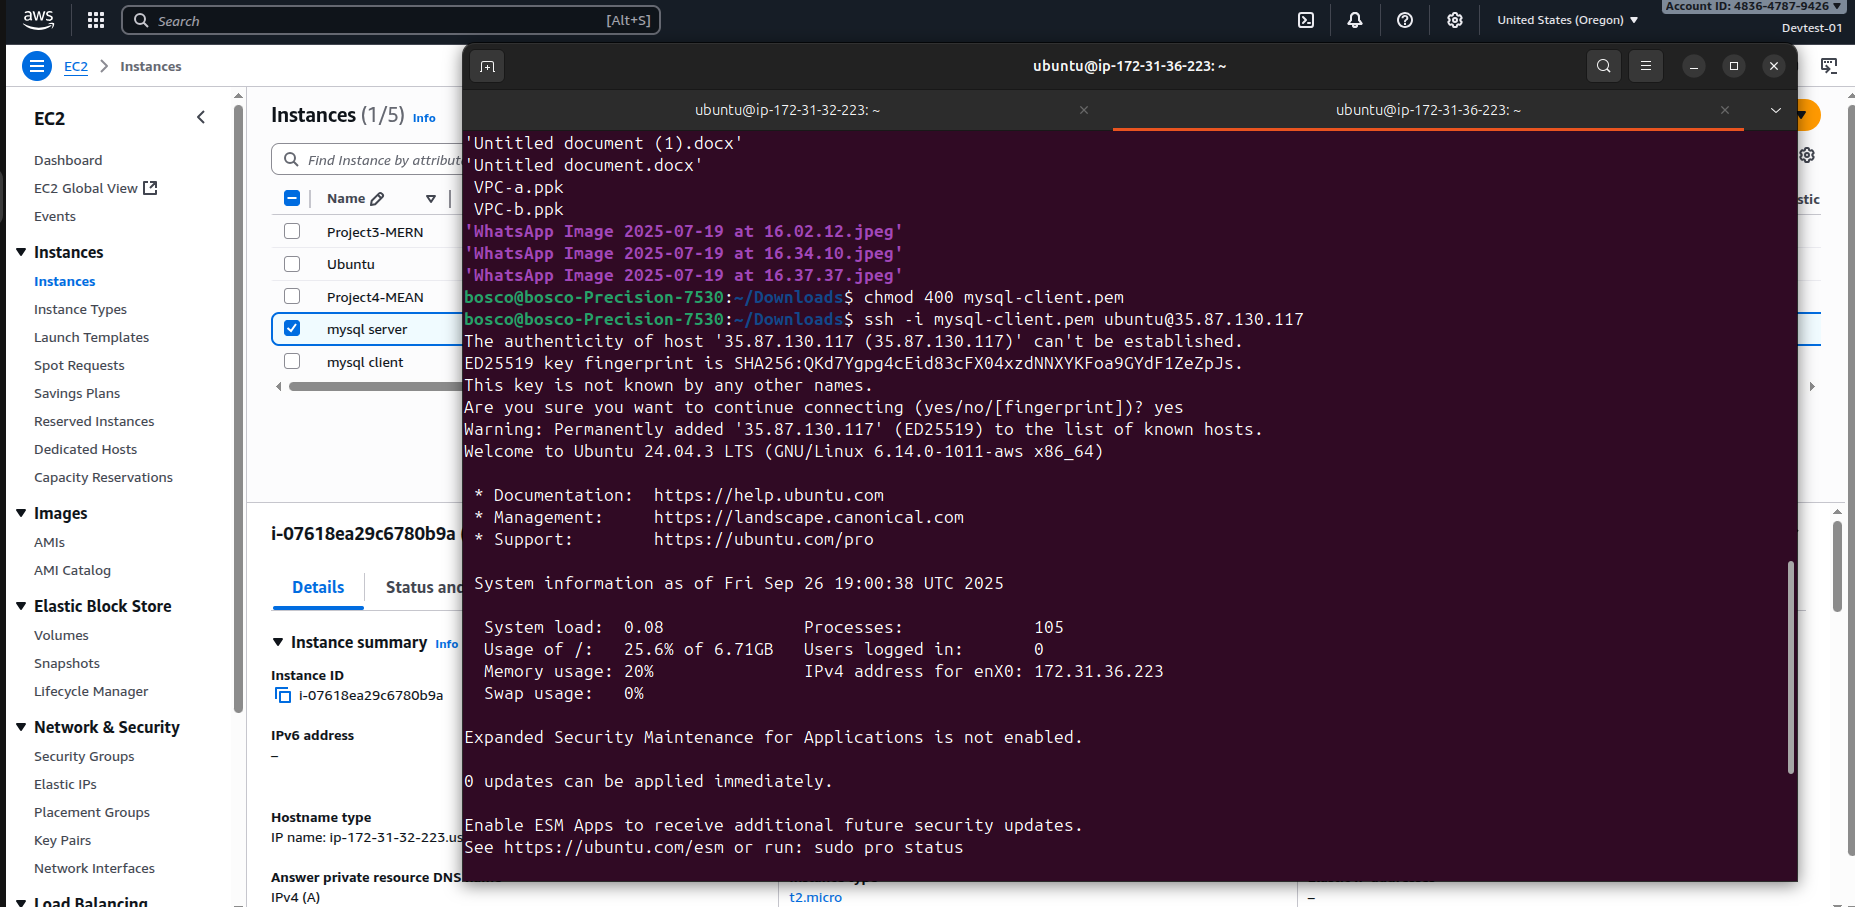 aws
Search
[Alt+S]
United States (Oregon)
Account ID: 4836-4787-9426
Devtest-01
EC2
Instances
EC2
Dashboard
EC2 Global View
Events
Instances
Instances
Instance Types
Launch Templates
Spot Requests
Savings Plans
Reserved Instances
Dedicated Hosts
Capacity Reservations
Images
AMIs
AMI Catalog
Elastic Block Store
Volumes
Snapshots
Lifecycle Manager
Network & Security
Security Groups
Elastic IPs
Placement Groups
Key Pairs
Network Interfaces
Load Balancing
Instances (1/5) Info
Find Instance by attribut
Name
Project3-MERN
Ubuntu
Project4-MEAN
mysql server
mysql client
i-07618ea29c6780b9a
Details
Status and
Instance summary Info
Instance ID
i-07618ea29c6780b9a
IPv6 address
–
Hostname type
IP name: ip-172-31-32-223.us
Answer private resource DNS
IPv4 (A)
t2.micro
–
stic
ubuntu@ip-172-31-36-223: ~
ubuntu@ip-172-31-32-223: ~
ubuntu@ip-172-31-36-223: ~
'Untitled document (1).docx'
'Untitled document.docx'
VPC-a.ppk
VPC-b.ppk
'WhatsApp Image 2025-07-19 at 16.02.12.jpeg'
'WhatsApp Image 2025-07-19 at 16.34.10.jpeg'
'WhatsApp Image 2025-07-19 at 16.37.37.jpeg'
bosco@bosco-Precision-7530:~/Downloads$ chmod 400 mysql-client.pem
bosco@bosco-Precision-7530:~/Downloads$ ssh -i mysql-client.pem ubuntu@35.87.130.117
The authenticity of host '35.87.130.117 (35.87.130.117)' can't be established.
ED25519 key fingerprint is SHA256:QKd7Ygpg4cEid83cFX04xzdNNXYKFoa9GYdF1ZeZpJs.
This key is not known by any other names.
Are you sure you want to continue connecting (yes/no/[fingerprint])? yes
Warning: Permanently added '35.87.130.117' (ED25519) to the list of known hosts.
Welcome to Ubuntu 24.04.3 LTS (GNU/Linux 6.14.0-1011-aws x86_64)
* Documentation: https://help.ubuntu.com
* Management: https://landscape.canonical.com
* Support: https://ubuntu.com/pro
System information as of Fri Sep 26 19:00:38 UTC 2025
System load: 0.08 Processes: 105
Usage of /: 25.6% of 6.71GB Users logged in: 0
Memory usage: 20% IPv4 address for enX0: 172.31.36.223
Swap usage: 0%
Expanded Security Maintenance for Applications is not enabled.
0 updates can be applied immediately.
Enable ESM Apps to receive additional future security updates.
See https://ubuntu.com/esm or run: sudo pro status